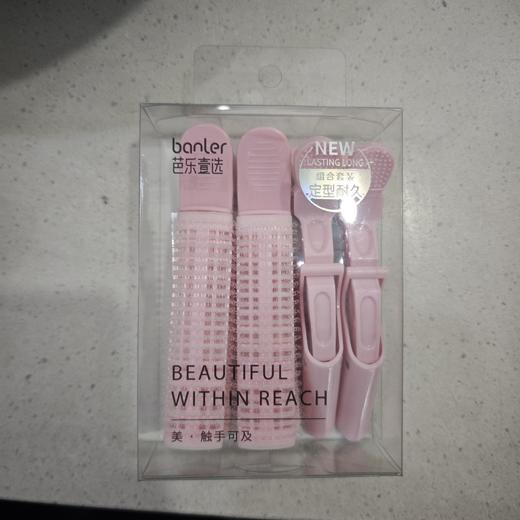 banler
芭乐壹选
NEW
LASTING LONG
组合套装
定型耐久
BEAUTIFUL
WITHIN REACH
美·触手可及